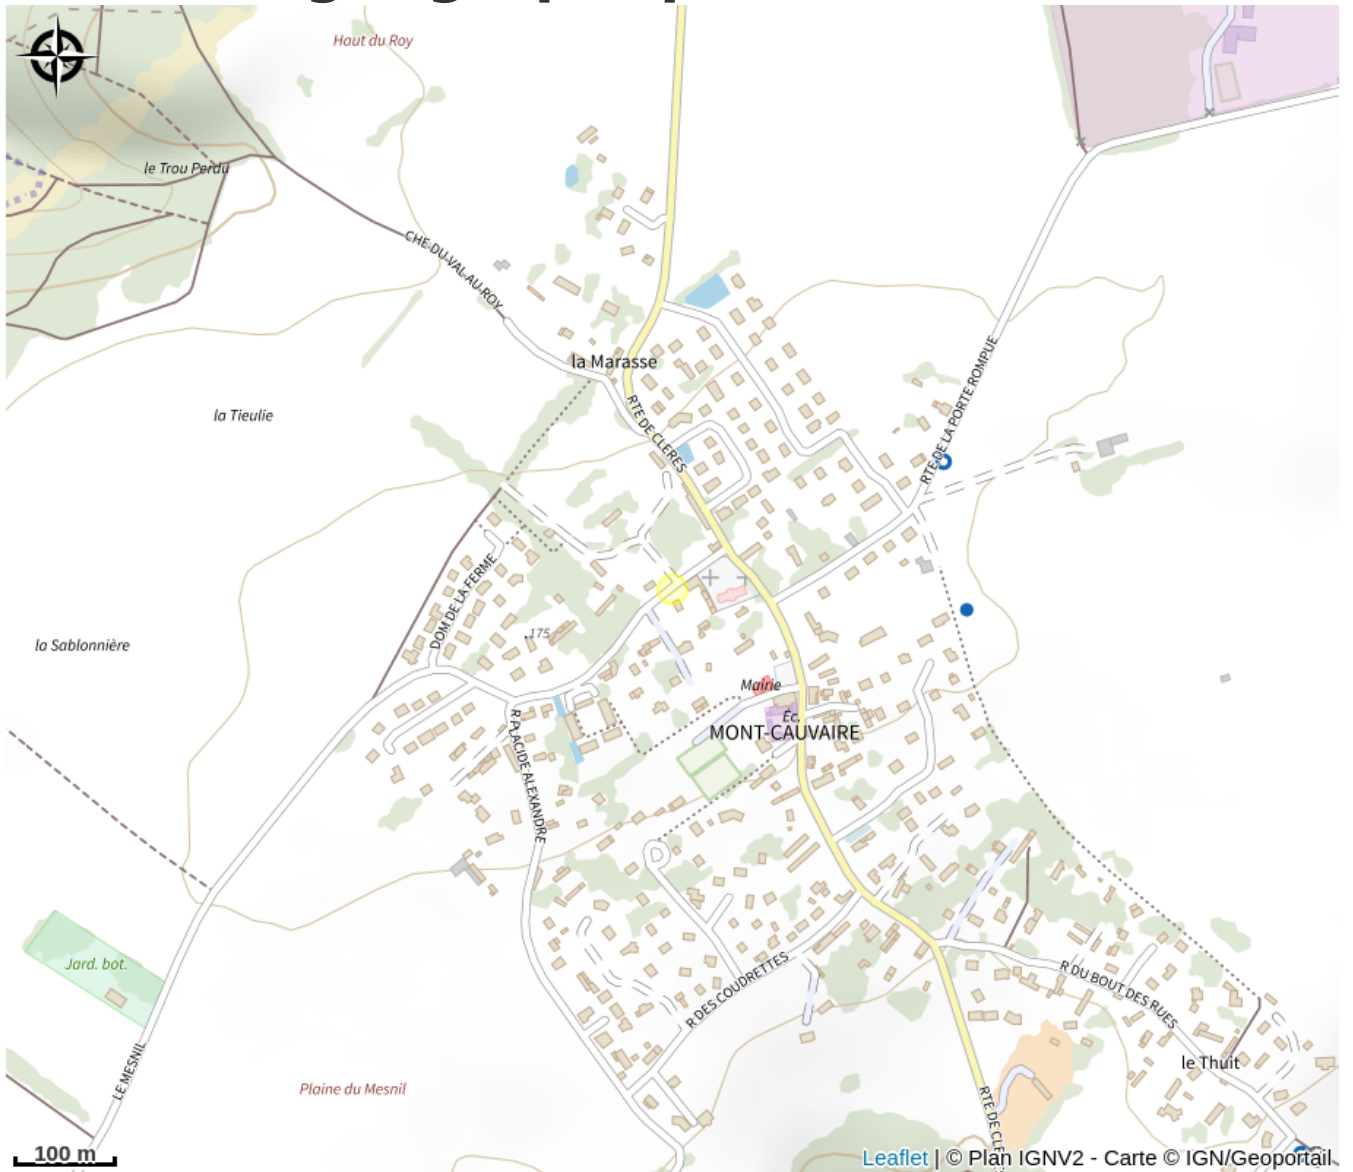 Haut du Roy
le Trou Perdu
CHE DU VAL AU ROY
la Marasse
RTE DE LA PORTE ROMPUE
la Tieulie
RTE DE CLERES
DOM DE LA FERME
175
la Sablonnière
Mairie
Éc.
MONT-CAUVAIRE
R PLACIDE ALEXANDRE
Jard. bot.
R DES COUDRETTES
R DU BOUT DES RUES
LE MESNIL
le Thuit
Plaine du Mesnil
RTE DE CLE
100 m
Leaflet | © Plan IGNV2 - Carte © IGN/Geoportail